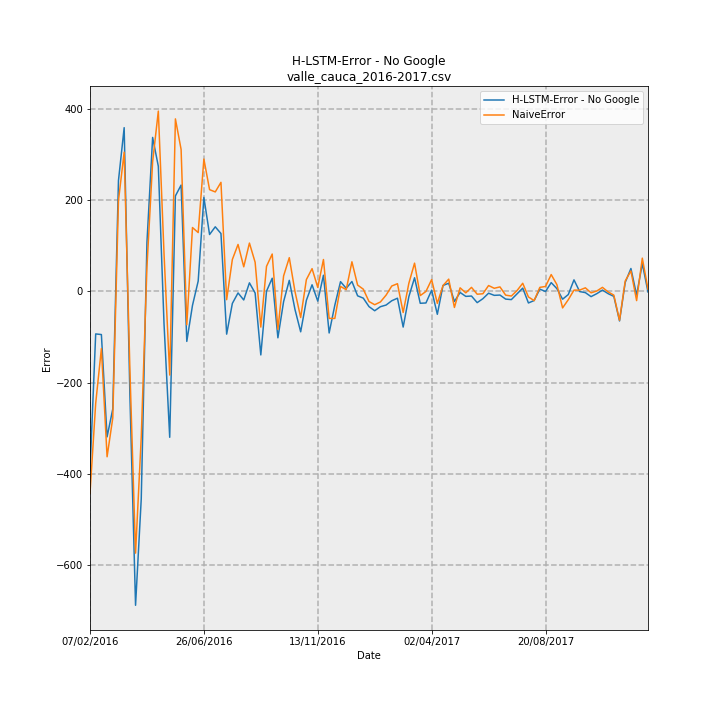 H-LSTM-Error - No Google
valle_cauca_2016-2017.csv
H-LSTM-Error - No Google
NaiveError
400
200
0
−200
−400
−600
Error
07/02/2016
26/06/2016
13/11/2016
02/04/2017
20/08/2017
Date